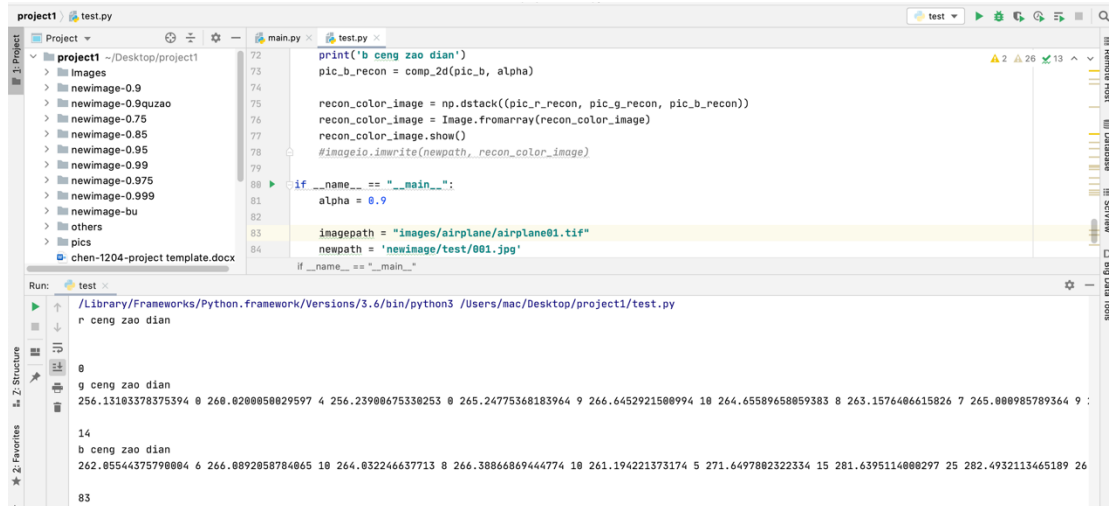 project1 test.py
test
Project
main.py
test.py
2 26 13
1: Project
project1 ~/Desktop/project1
Images
newimage-0.9
newimage-0.9quzao
newimage-0.75
newimage-0.85
newimage-0.95
newimage-0.99
newimage-0.975
newimage-0.999
newimage-bu
others
pics
chen-1204-project template.docx
72 print('b ceng zao dian')
73 pic_b_recon = comp_2d(pic_b, alpha)
74
75 recon_color_image = np.dstack((pic_r_recon, pic_g_recon, pic_b_recon))
76 recon_color_image = Image.fromarray(recon_color_image)
77 recon_color_image.show()
78 #imageio.imwrite(newpath, recon_color_image)
79
80 if __name__ == "__main__":
81 alpha = 0.9
82
83 imagepath = "images/airplane/airplane01.tif"
84 newpath = 'newimage/test/001.jpg'
if __name__ == "__main__"
Remote Host
Database
SciView
Big Data Tools
Run: test
/Library/Frameworks/Python.framework/Versions/3.6/bin/python3 /Users/mac/Desktop/project1/test.py
r ceng zao dian
0
g ceng zao dian
256.13103378375394 0 260.0200050029597 4 256.23900675330253 0 265.24775368183964 9 266.6452921500994 10 264.65589658059383 8 263.1576406615826 7 265.000985789364 9
14
b ceng zao dian
262.05544375790004 6 266.0892058784065 10 264.032246637713 8 266.38866869444774 10 261.194221373174 5 271.6497802322334 15 281.6395114000297 25 282.4932113465189 26
83
7: Structure
2: Favorites